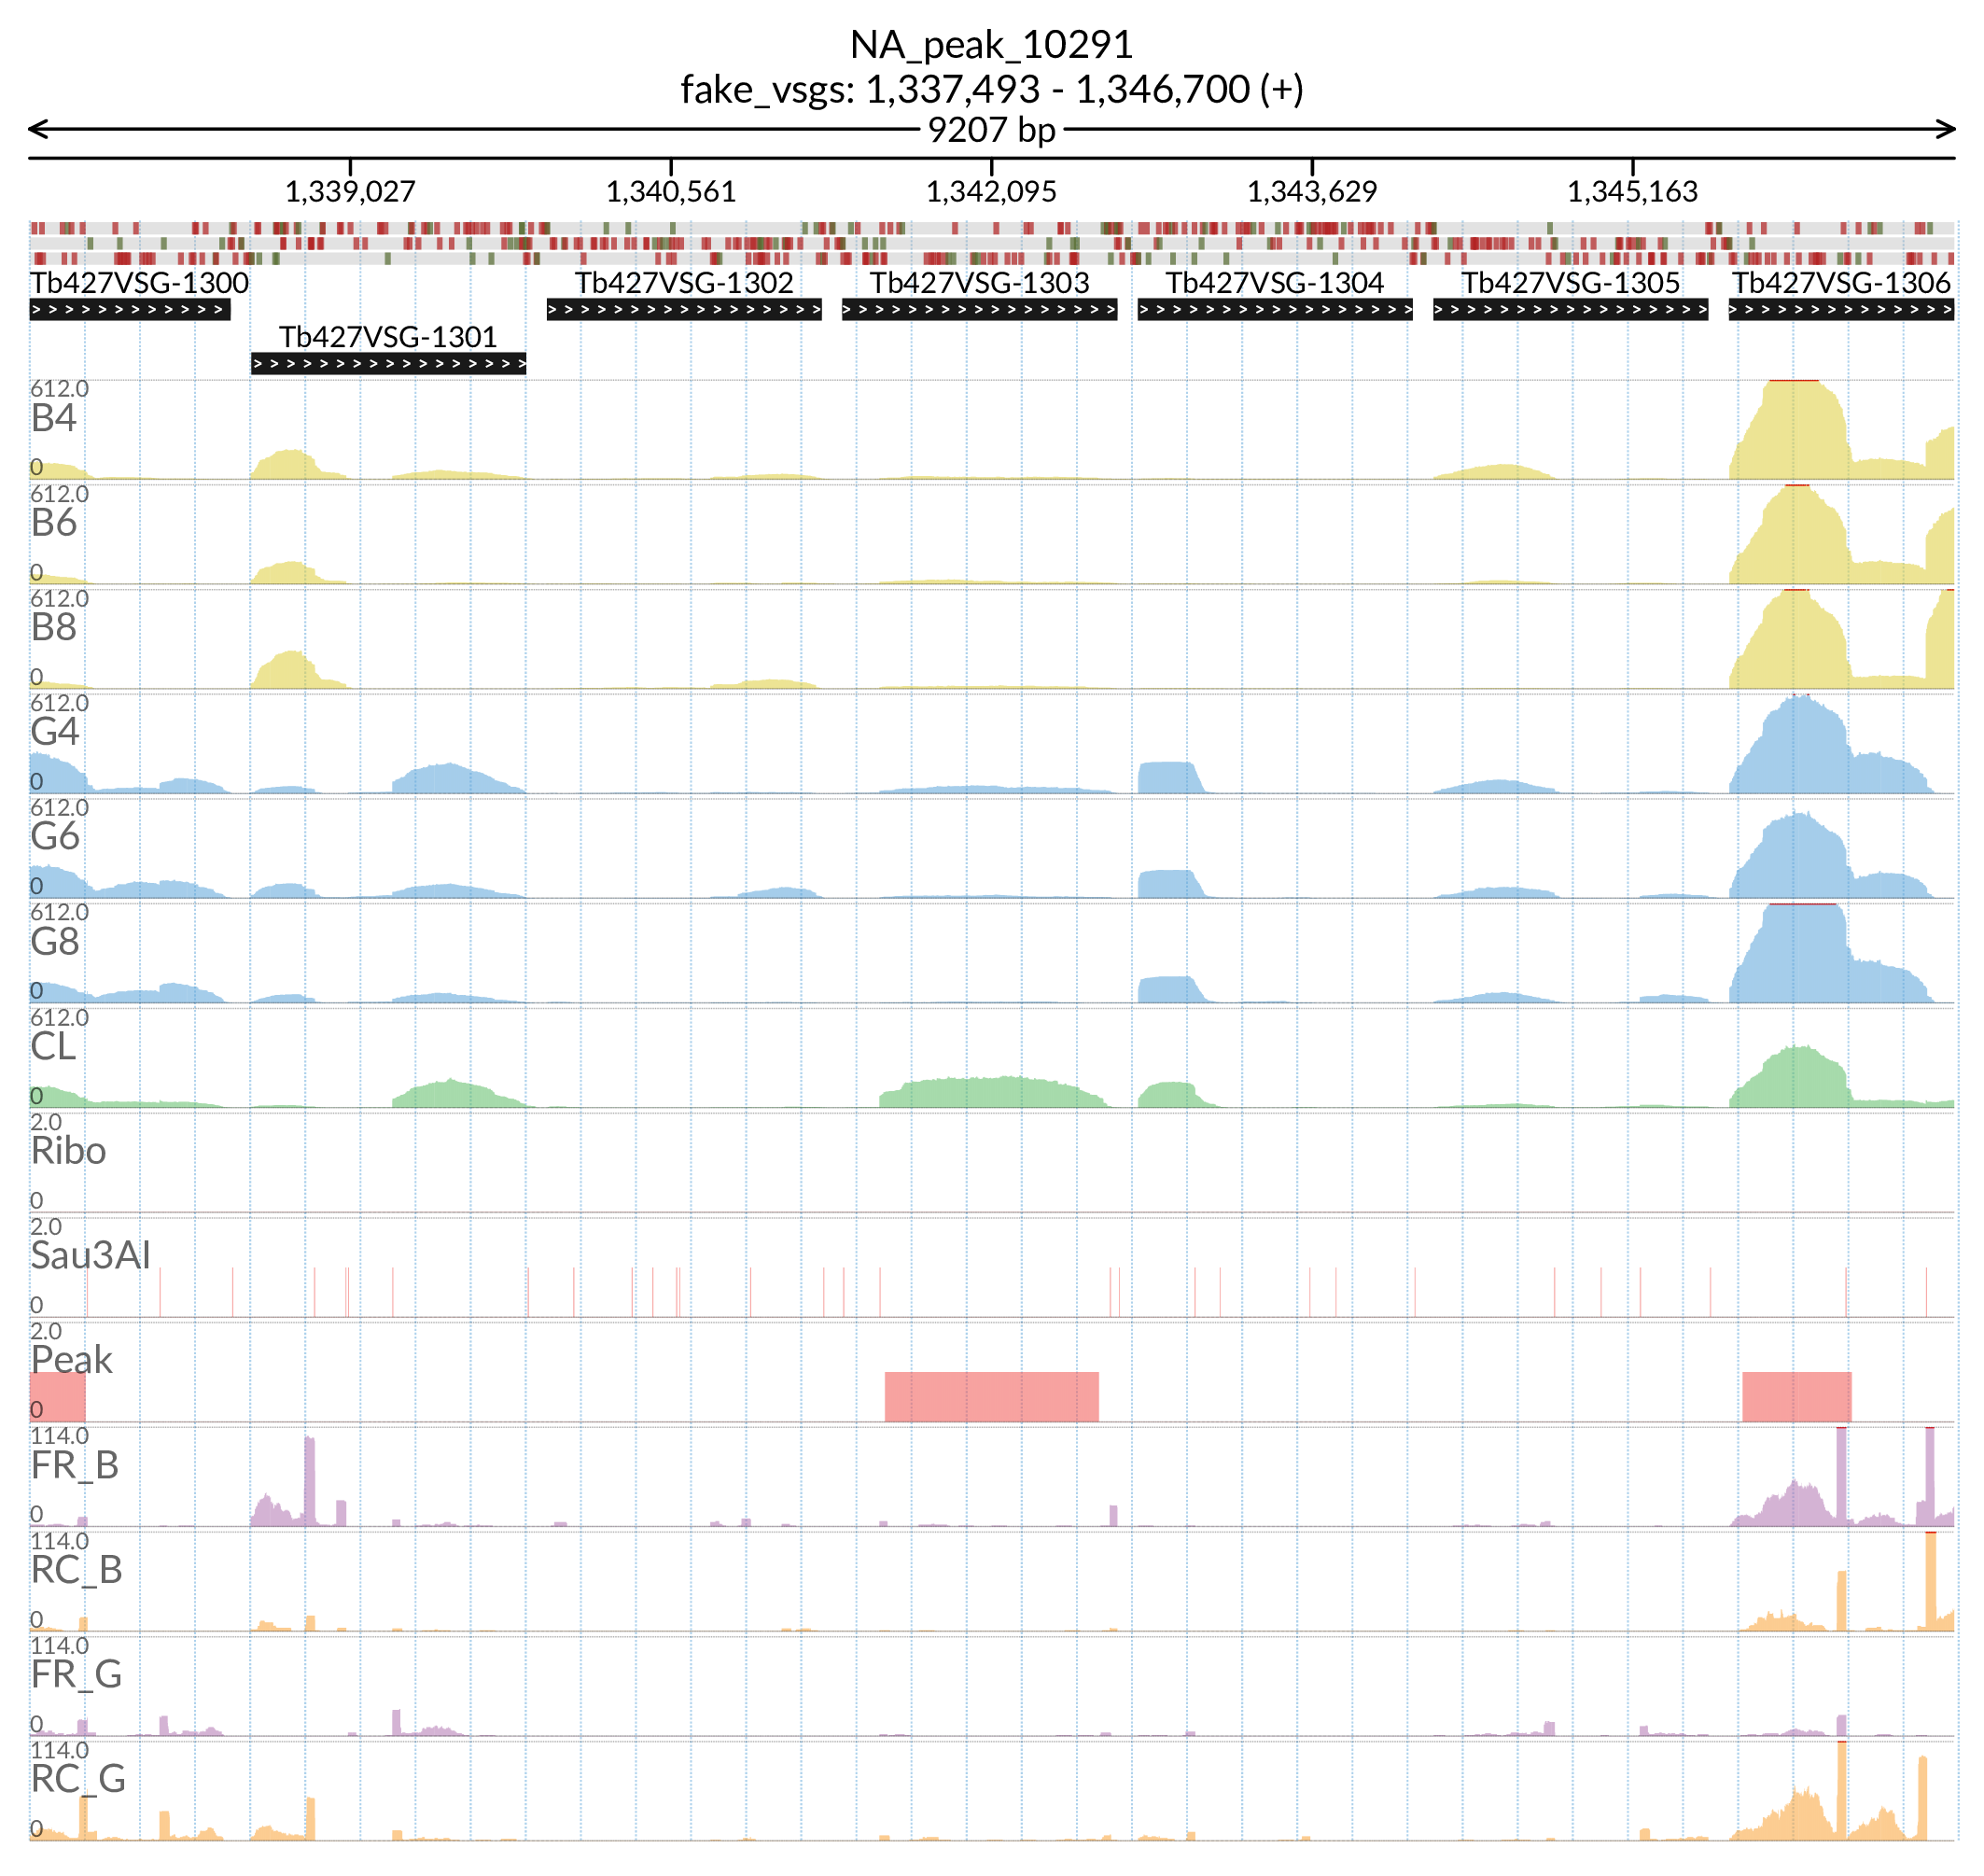 NA_peak_10291
fake_vsgs: 1,337,493 - 1,346,700 (+)
9207 bp
1,339,027 1,340,561 1,342,095 1,343,629 1,345,163
Tb427VSG-1300 Tb427VSG-1302 Tb427VSG-1303 Tb427VSG-1304 Tb427VSG-1305 Tb427VSG-1306
Tb427VSG-1301
612.0
B4
0
612.0
B6
0
612.0
B8
0
612.0
G4
0
612.0
G6
0
612.0
G8
0
612.0
CL
0
2.0
Ribo
0
2.0
Sau3AI
0
2.0
Peak
0
114.0
FR_B
0
114.0
RC_B
0
114.0
FR_G
0
114.0
RC_G
0